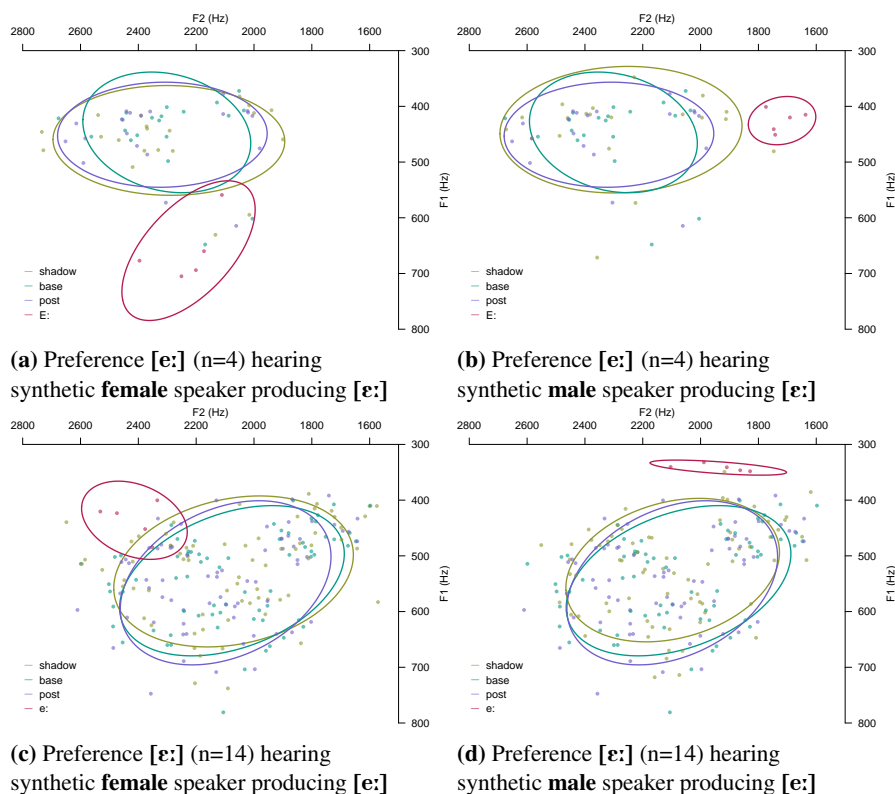 F2 (Hz)
2800 2600 2400 2200 2000 1800 1600
300
400
500
600
700
800
F1 (Hz)
shadow
base
post
E:
(a) Preference [eː] (n=4) hearing
synthetic female speaker producing [ɛː]
F2 (Hz)
2800 2600 2400 2200 2000 1800 1600
300
400
500
600
700
800
F1 (Hz)
shadow
base
post
E:
(b) Preference [eː] (n=4) hearing
synthetic male speaker producing [ɛː]
F2 (Hz)
2800 2600 2400 2200 2000 1800 1600
300
400
500
600
700
800
F1 (Hz)
shadow
base
post
e:
(c) Preference [ɛː] (n=14) hearing
synthetic female speaker producing [eː]
F2 (Hz)
2800 2600 2400 2200 2000 1800 1600
300
400
500
600
700
800
F1 (Hz)
shadow
base
post
e:
(d) Preference [ɛː] (n=14) hearing
synthetic male speaker producing [eː]